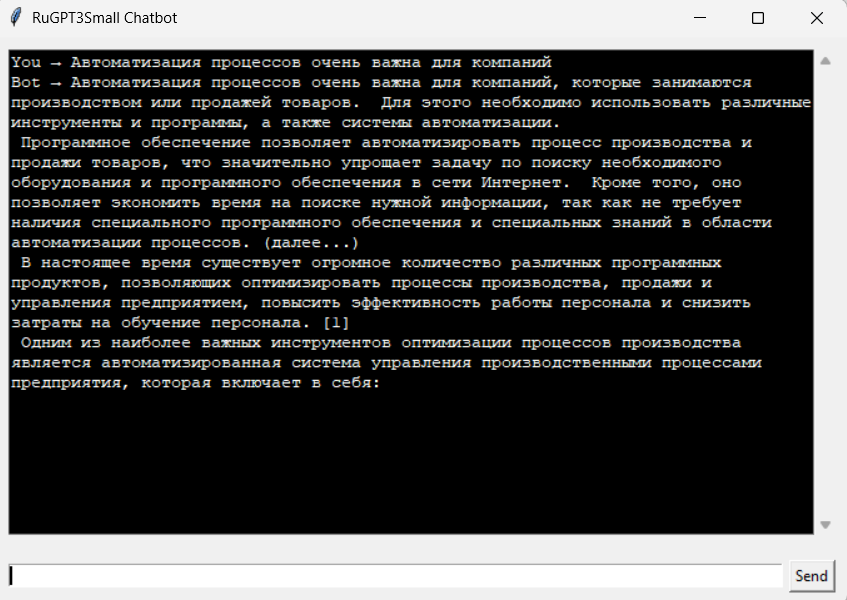 RuGPT3Small Chatbot
You → Автоматизация процессов очень важна для компаний
Bot → Автоматизация процессов очень важна для компаний, которые занимаются
производством или продажей товаров.  Для этого необходимо использовать различные
инструменты и программы, а также системы автоматизации.
 Программное обеспечение позволяет автоматизировать процесс производства и
продажи товаров, что значительно упрощает задачу по поиску необходимого
оборудования и программного обеспечения в сети Интернет.  Кроме того, оно
позволяет экономить время на поиске нужной информации, так как не требует
наличия специального программного обеспечения и специальных знаний в области
автоматизации процессов. (далее...)
 В настоящее время существует огромное количество различных программных
продуктов, позволяющих оптимизировать процессы производства, продажи и
управления предприятием, повысить эффективность работы персонала и снизить
затраты на обучение персонала. [1]
 Одним из наиболее важных инструментов оптимизации процессов производства
является автоматизированная система управления производственными процессами
предприятия, которая включает в себя:
Send